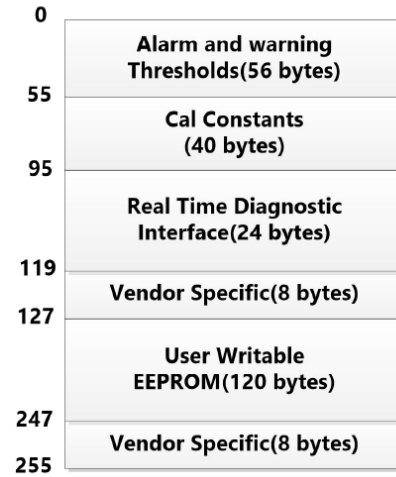 0
Alarm and warning
Thresholds(56 bytes)
55
Cal Constants
(40 bytes)
95
Real Time Diagnostic
Interface(24 bytes)
119
Vendor Specific(8 bytes)
127
User Writable
EEPROM(120 bytes)
247
Vendor Specific(8 bytes)
255